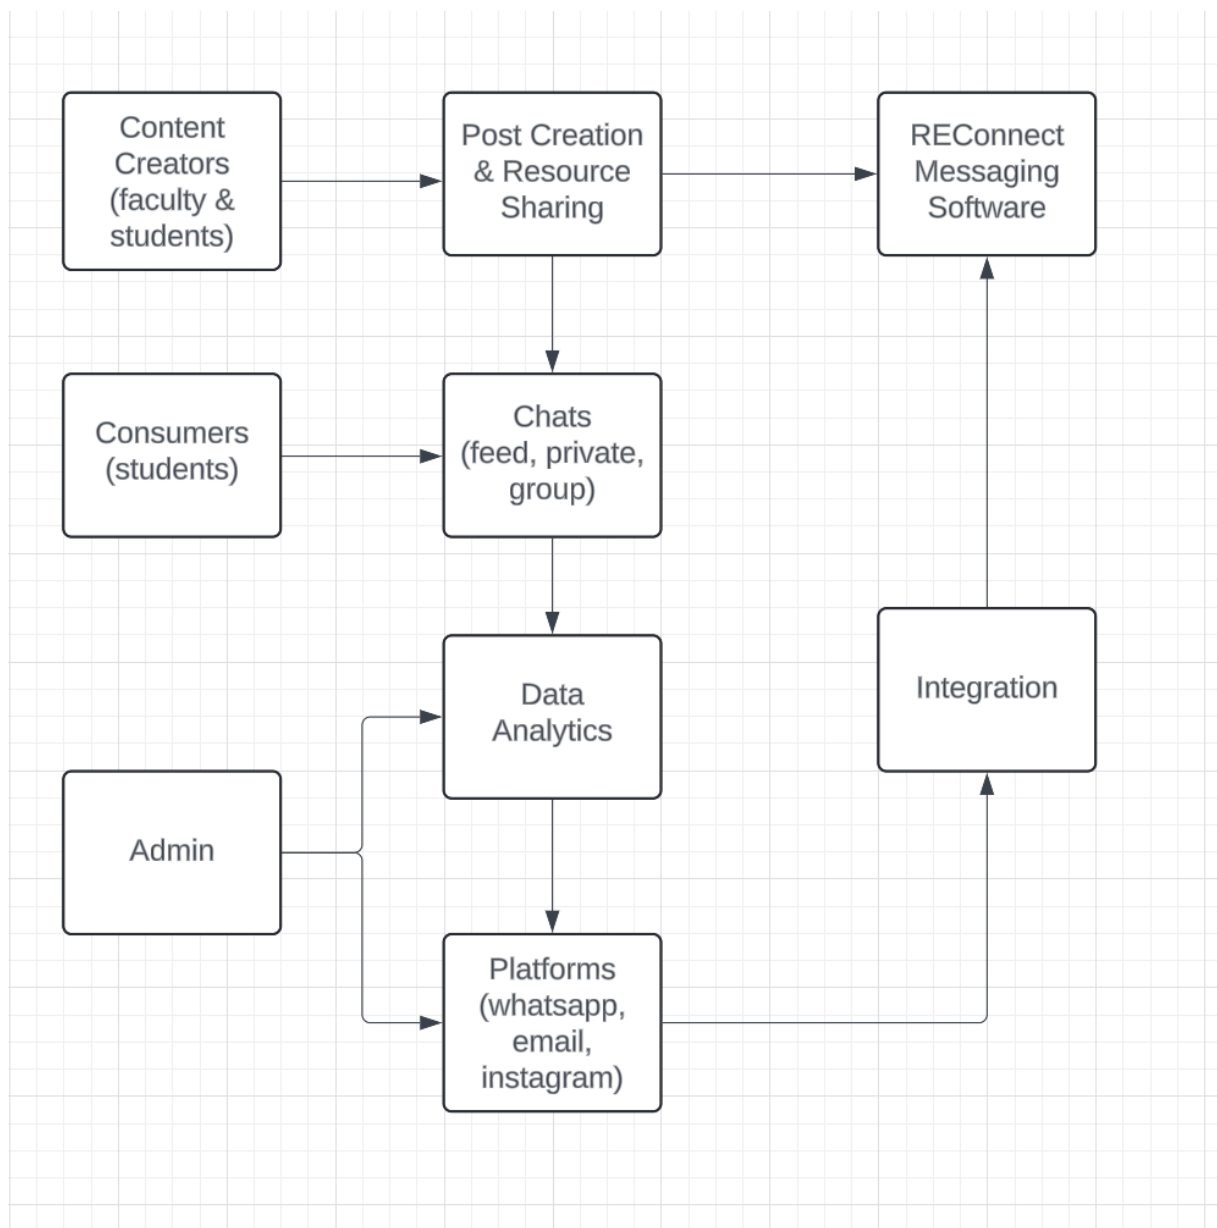 Content
Creators
(faculty &
students)
Post Creation
& Resource
Sharing
REConnect
Messaging
Software
Consumers
(students)
Chats
(feed, private,
group)
Data
Analytics
Integration
Admin
Platforms
(whatsapp,
email,
instagram)